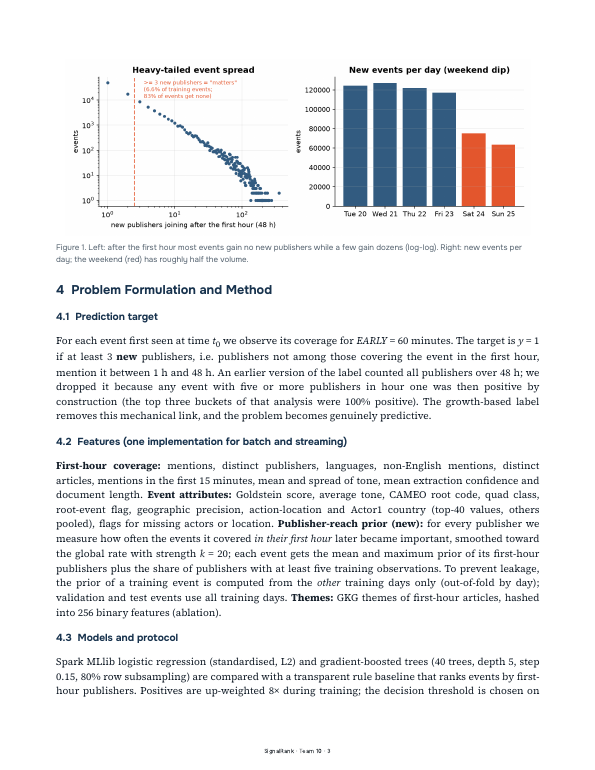 Heavy-tailed event spread
>= 3 new publishers = "matters"
(6.6% of training events;
83% of events get none)
10⁴
10³
10²
10¹
10⁰
events
10⁰ 10¹ 10²
new publishers joining after the first hour (48 h)
New events per day (weekend dip)
120000
100000
80000
60000
40000
20000
0
events
Tue 20 Wed 21 Thu 22 Fri 23 Sat 24 Sun 25
Figure 1. Left: after the first hour most events gain no new publishers while a few gain dozens (log-log). Right: new events per
day; the weekend (red) has roughly half the volume.
4 Problem Formulation and Method
4.1 Prediction target
For each event first seen at time t₀ we observe its coverage for EARLY = 60 minutes. The target is y = 1
if at least 3 new publishers, i.e. publishers not among those covering the event in the first hour,
mention it between 1 h and 48 h. An earlier version of the label counted all publishers over 48 h; we
dropped it because any event with five or more publishers in hour one was then positive by
construction (the top three buckets of that analysis were 100% positive). The growth-based label
removes this mechanical link, and the problem becomes genuinely predictive.
4.2 Features (one implementation for batch and streaming)
First-hour coverage: mentions, distinct publishers, languages, non-English mentions, distinct
articles, mentions in the first 15 minutes, mean and spread of tone, mean extraction confidence and
document length. Event attributes: Goldstein score, average tone, CAMEO root code, quad class,
root-event flag, geographic precision, action-location and Actor1 country (top-40 values, others
pooled), flags for missing actors or location. Publisher-reach prior (new): for every publisher we
measure how often the events it covered in their first hour later became important, smoothed toward
the global rate with strength k = 20; each event gets the mean and maximum prior of its first-hour
publishers plus the share of publishers with at least five training observations. To prevent leakage,
the prior of a training event is computed from the other training days only (out-of-fold by day);
validation and test events use all training days. Themes: GKG themes of first-hour articles, hashed
into 256 binary features (ablation).
4.3 Models and protocol
Spark MLlib logistic regression (standardised, L2) and gradient-boosted trees (40 trees, depth 5, step
0.15, 80% row subsampling) are compared with a transparent rule baseline that ranks events by first-
hour publishers. Positives are up-weighted 8× during training; the decision threshold is chosen on
SignalRank · Team 10 · 3